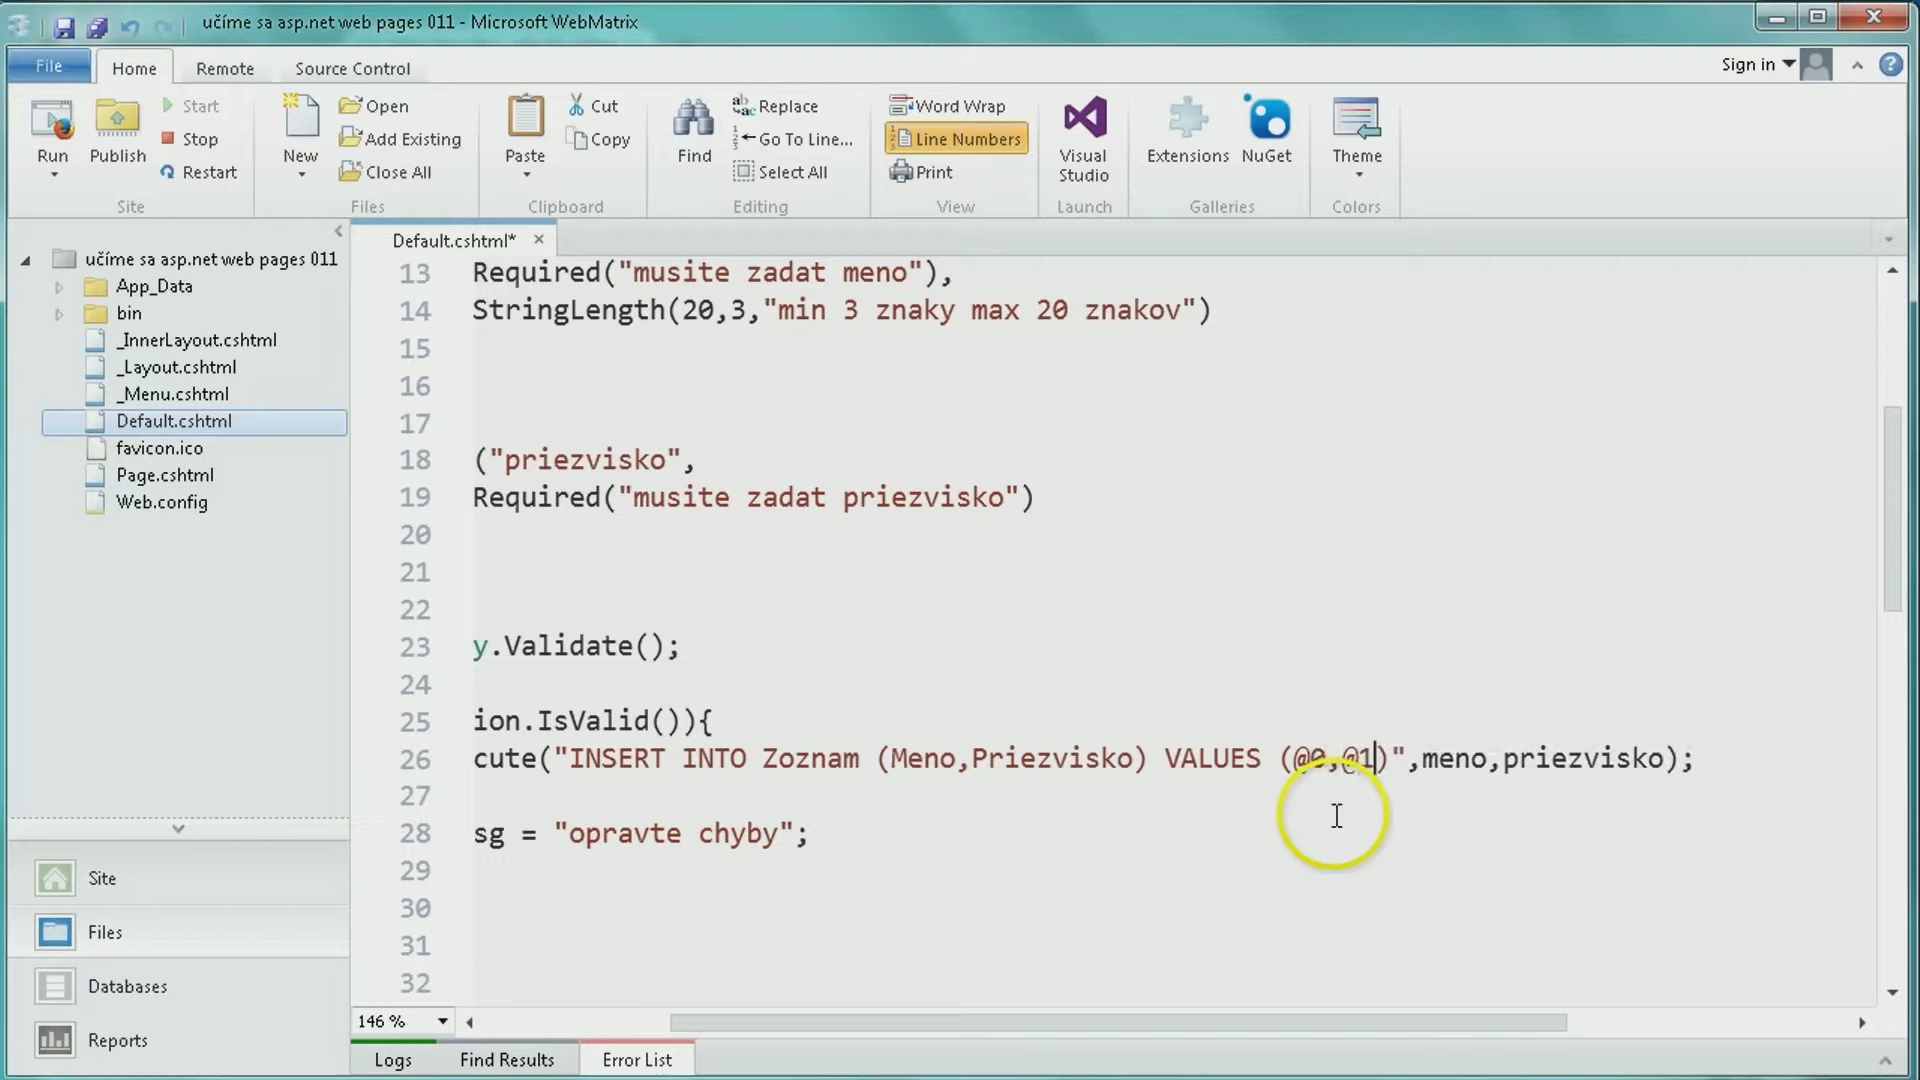 učíme sa asp.net web pages 011 - Microsoft WebMatrix
File Home Remote Source Control
Sign in
Run
Publish
Start
Stop
Restart
Site
New
Open
Add Existing
Close All
Files
Paste
Cut
Copy
Clipboard
Find
Replace
Go To Line...
Select All
Editing
Word Wrap
Line Numbers
Print
View
Visual
Studio
Launch
Extensions
NuGet
Galleries
Theme
Colors
učíme sa asp.net web pages 011
App_Data
bin
_InnerLayout.cshtml
_Layout.cshtml
_Menu.cshtml
Default.cshtml
favicon.ico
Page.cshtml
Web.config
Site
Files
Databases
Reports
Default.cshtml*
13 Required("musite zadat meno"),
14 StringLength(20,3,"min 3 znaky max 20 znakov")
15
16
17
18 ("priezvisko",
19 Required("musite zadat priezvisko")
20
21
22
23 y.Validate();
24
25 ion.IsValid()){
26 cute("INSERT INTO Zoznam (Meno,Priezvisko) VALUES (@0,@1)",meno,priezvisko);
27
28 sg = "opravte chyby";
29
30
31
32
146 %
Logs Find Results Error List